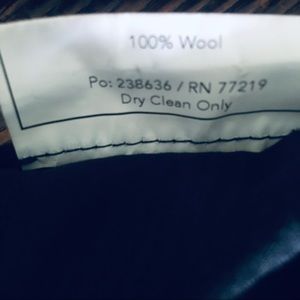 100% Wool
Po: 238636 / RN 77219
Dry Clean Only